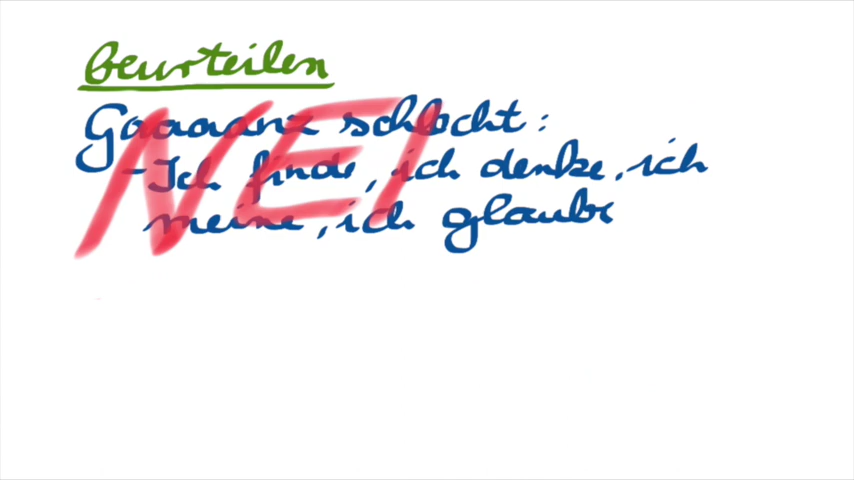 beurteilen
Gaaaanz schlecht:
- Ich finde, ich denke, ich
meine, ich glaube
NEI